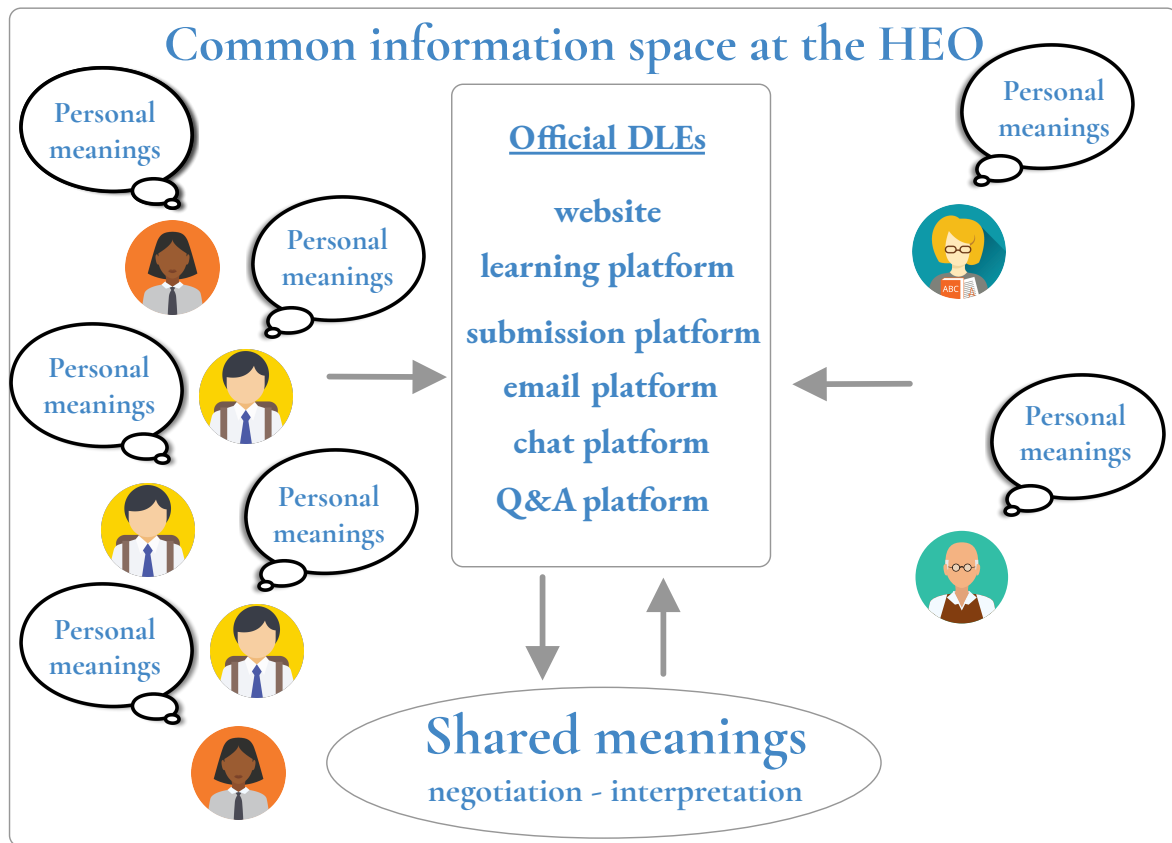 Common information space at the HEO
Personal
meanings
Personal
meanings
Personal
meanings
Personal
meanings
Personal
meanings
Official DLEs
website
learning platform
submission platform
email platform
chat platform
Q&A platform
Personal
meanings
ABC
Personal
meanings
Shared meanings
negotiation - interpretation